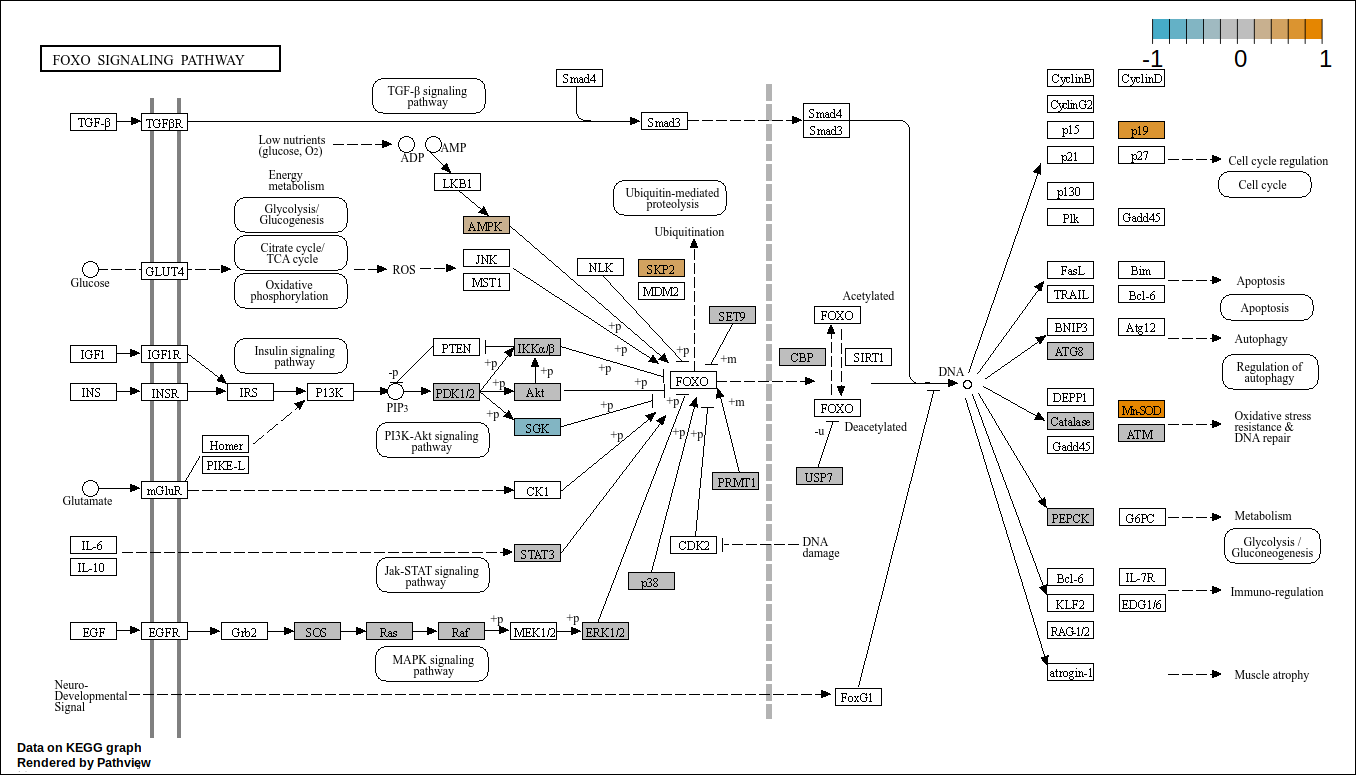 FOXO SIGNALING PATHWAY
-1 0 1
TGF-β signaling
pathway
Smad4
CyclinB CyclinD
CyclinG2
TGF-β
TGFβR
Smad3
Smad4
Smad3
p15 p19
p21 p27
p130
Plk Gadd45
Cell cycle regulation
Cell cycle
Low nutrients
(glucose, O2)
ADP
AMP
LKB1
AMPK
Energy
metabolism
Glycolysis/
Glucogenesis
Citrate cycle/
TCA cycle
Oxidative
phosphorylation
Ubiquitin-mediated
proteolysis
Ubiquitination
Glucose
GLUT4
ROS
JNK
MST1
NLK
SKP2
MDM2
SET9
+m
+p
+p
+p
Acetylated
FOXO
CBP
SIRT1
FOXO
Deacetylated
-u
USP7
FasL Bim
TRAIL Bcl-6
Apoptosis
Apoptosis
BNIP3 Atg12
ATG8
Autophagy
Regulation of
autophagy
IGF1
IGF1R
Insulin signaling
pathway
PTEN
IKKα/β
INS
INSR
IRS
P13K
-p
PIP3
PDK1/2
+p
+p
+p
+p
Akt
SGK
+p
+p
+p
+p
FOXO
+p
+p
+p
+m
DNA
DEPP1
Mn-SOD
Catalase
ATM
Gadd45
Oxidative stress
resistance &
DNA repair
PI3K-Akt signaling
pathway
Homer
PIKE-L
Glutamate
mGluR
CK1
PRMT1
PEPCK G6PC
Metabolism
Glycolysis /
Gluconeogenesis
IL-6
IL-10
STAT3
Jak-STAT signaling
pathway
CDK2
DNA
damage
p38
Bcl-6 IL-7R
KLF2 EDG1/6
RAG-1/2
Immuno-regulation
EGF
EGFR
Grb2
SOS
Ras
Raf
+p
MEK1/2
+p
ERK1/2
MAPK signaling
pathway
atrogin-1
Muscle atrophy
Neuro-
Developmental
Signal
FoxG1
Data on KEGG graph
Rendered by Pathview